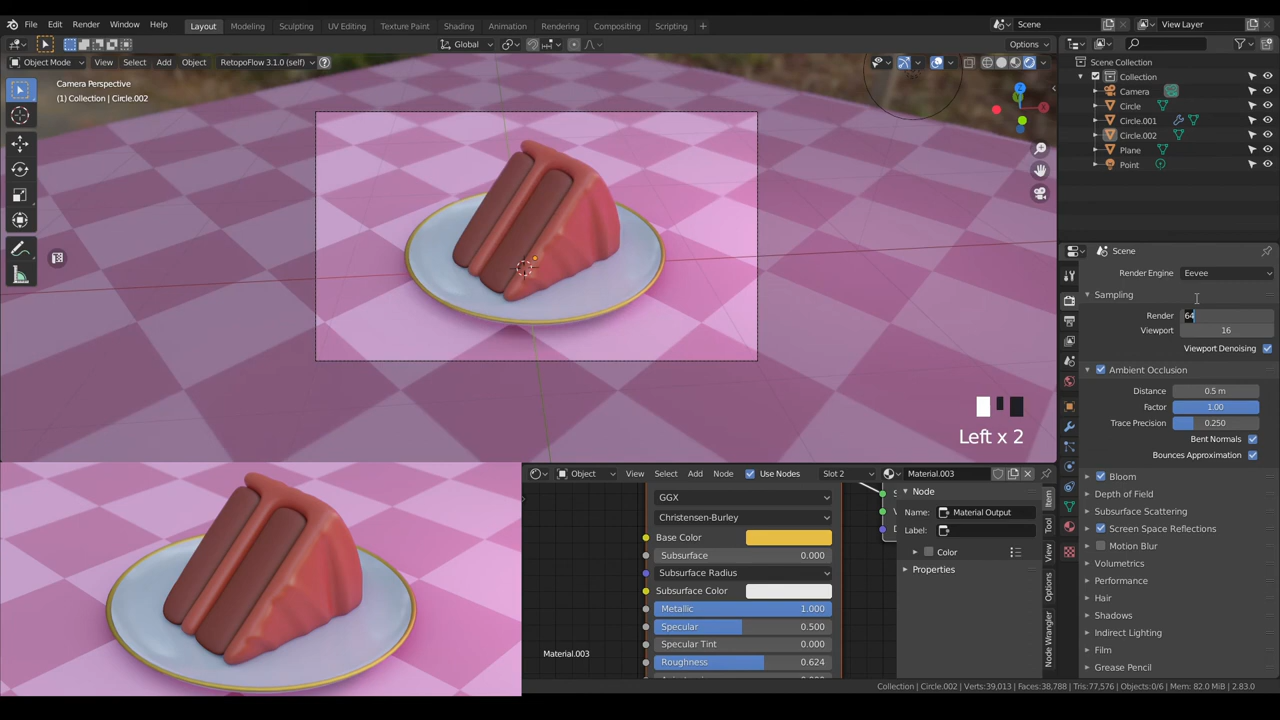 File Edit Render Window Help Layout Modeling Sculpting UV Editing Texture Paint Shading Animation Rendering Compositing Scripting + Scene View Layer
Global Options
Object Mode View Select Add Object RetopoFlow 3.1.0 (self)
Camera Perspective
(1) Collection | Circle.002
Scene Collection
Collection
Camera
Circle
Circle.001
Circle.002
Plane
Point
Scene
Render Engine Eevee
Sampling
Render 64
Viewport 16
Viewport Denoising
Ambient Occlusion
Distance 0.5 m
Factor 1.00
Trace Precision 0.250
Bent Normals
Bounces Approximation
Bloom
Depth of Field
Subsurface Scattering
Screen Space Reflections
Motion Blur
Volumetrics
Performance
Hair
Shadows
Indirect Lighting
Film
Grease Pencil
Left x 2
Object View Select Add Node Use Nodes Slot 2 Material.003
GGX
Christensen-Burley
Base Color
Subsurface 0.000
Subsurface Radius
Subsurface Color
Metallic 1.000
Specular 0.500
Specular Tint 0.000
Roughness 0.624
Material.003
Node
Name: Material Output
Label:
Color
Properties
Item
Tool
View
Options
Node Wrangler
Collection | Circle.002 | Verts:39,013 | Faces:38,788 | Tris:77,576 | Objects:0/6 | Mem: 82.0 MiB | 2.83.0